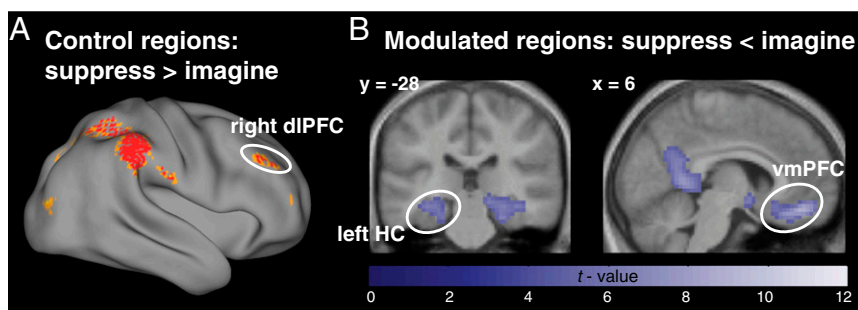 A
Control regions:
suppress > imagine
right dlPFC
B
Modulated regions: suppress < imagine
y = -28
x = 6
vmPFC
left HC
t - value
0 2 4 6 8 10 12